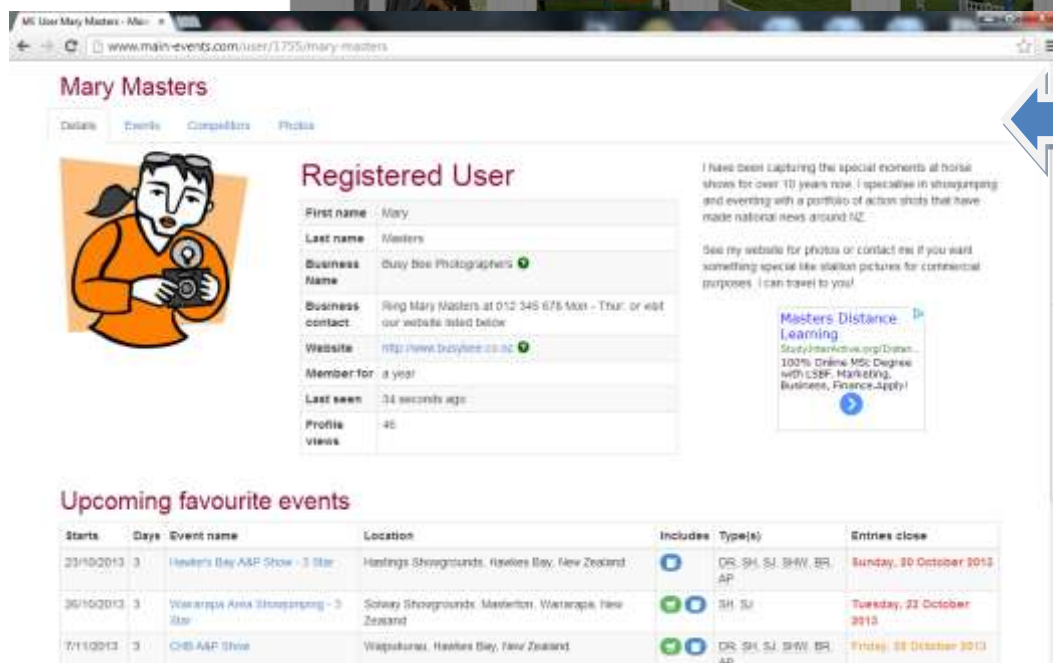 ME User Mary Masters - Main
www.main-events.com/user/1755/mary-masters
Mary Masters
Details Events Competitors Photos
Registered User
First name Mary
Last name Masters
Business Name Busy Bee Photographers
Business contact Ring Mary Masters at 012 345 678 Mon - Thur, or visit
our website listed below
Website http://www.busybee.co.nz
Member for a year
Last seen 34 seconds ago
Profile views 46
I have been capturing the special moments at horse
shows for over 10 years now. I specialise in showjumping
and eventing with a portfolio of action shots that have
made national news around NZ.
See my website for photos or contact me if you want
something special like stallion pictures for commercial
purposes. I can travel to you!
Masters Distance
Learning
StudyInterActive.org/Distan...
100% Online MSc Degree
with LSBF. Marketing,
Business, Finance.Apply!
Upcoming favourite events
Starts Days Event name Location Includes Type(s) Entries close
23/10/2013 3 Hawke's Bay A&P Show - 3 Star Hastings Showgrounds, Hawkes Bay, New Zealand DR, SH, SJ, SHW, BR, Sunday, 20 October 2013
AP
26/10/2013 3 Wairarapa Area Showjumping - 3 Solway Showgrounds, Masterton, Wairarapa, New SH, SJ Tuesday, 22 October
Star Zealand 2013
7/11/2013 3 CHB A&P Show Waipukurau, Hawkes Bay, New Zealand DR, SH, SJ, SHW, BR, Friday, October 2013
AP